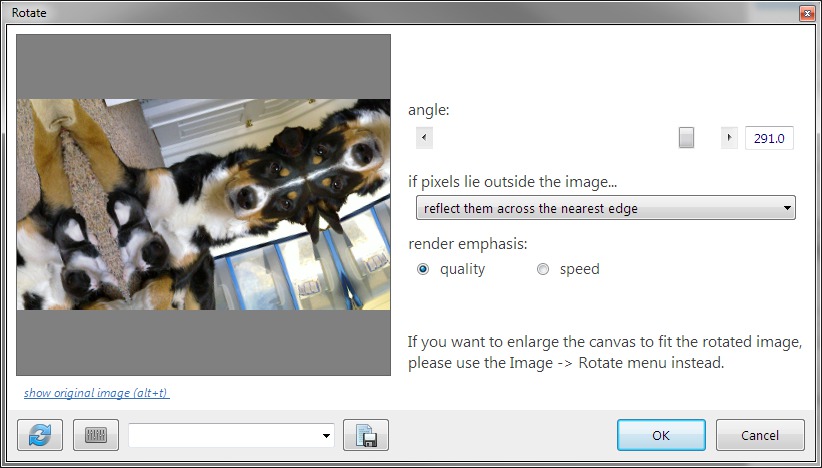 Rotate
angle:
291.0
if pixels lie outside the image...
reflect them across the nearest edge
render emphasis:
quality
speed
If you want to enlarge the canvas to fit the rotated image,
please use the Image -> Rotate menu instead.
show original image (alt+t)
OK
Cancel